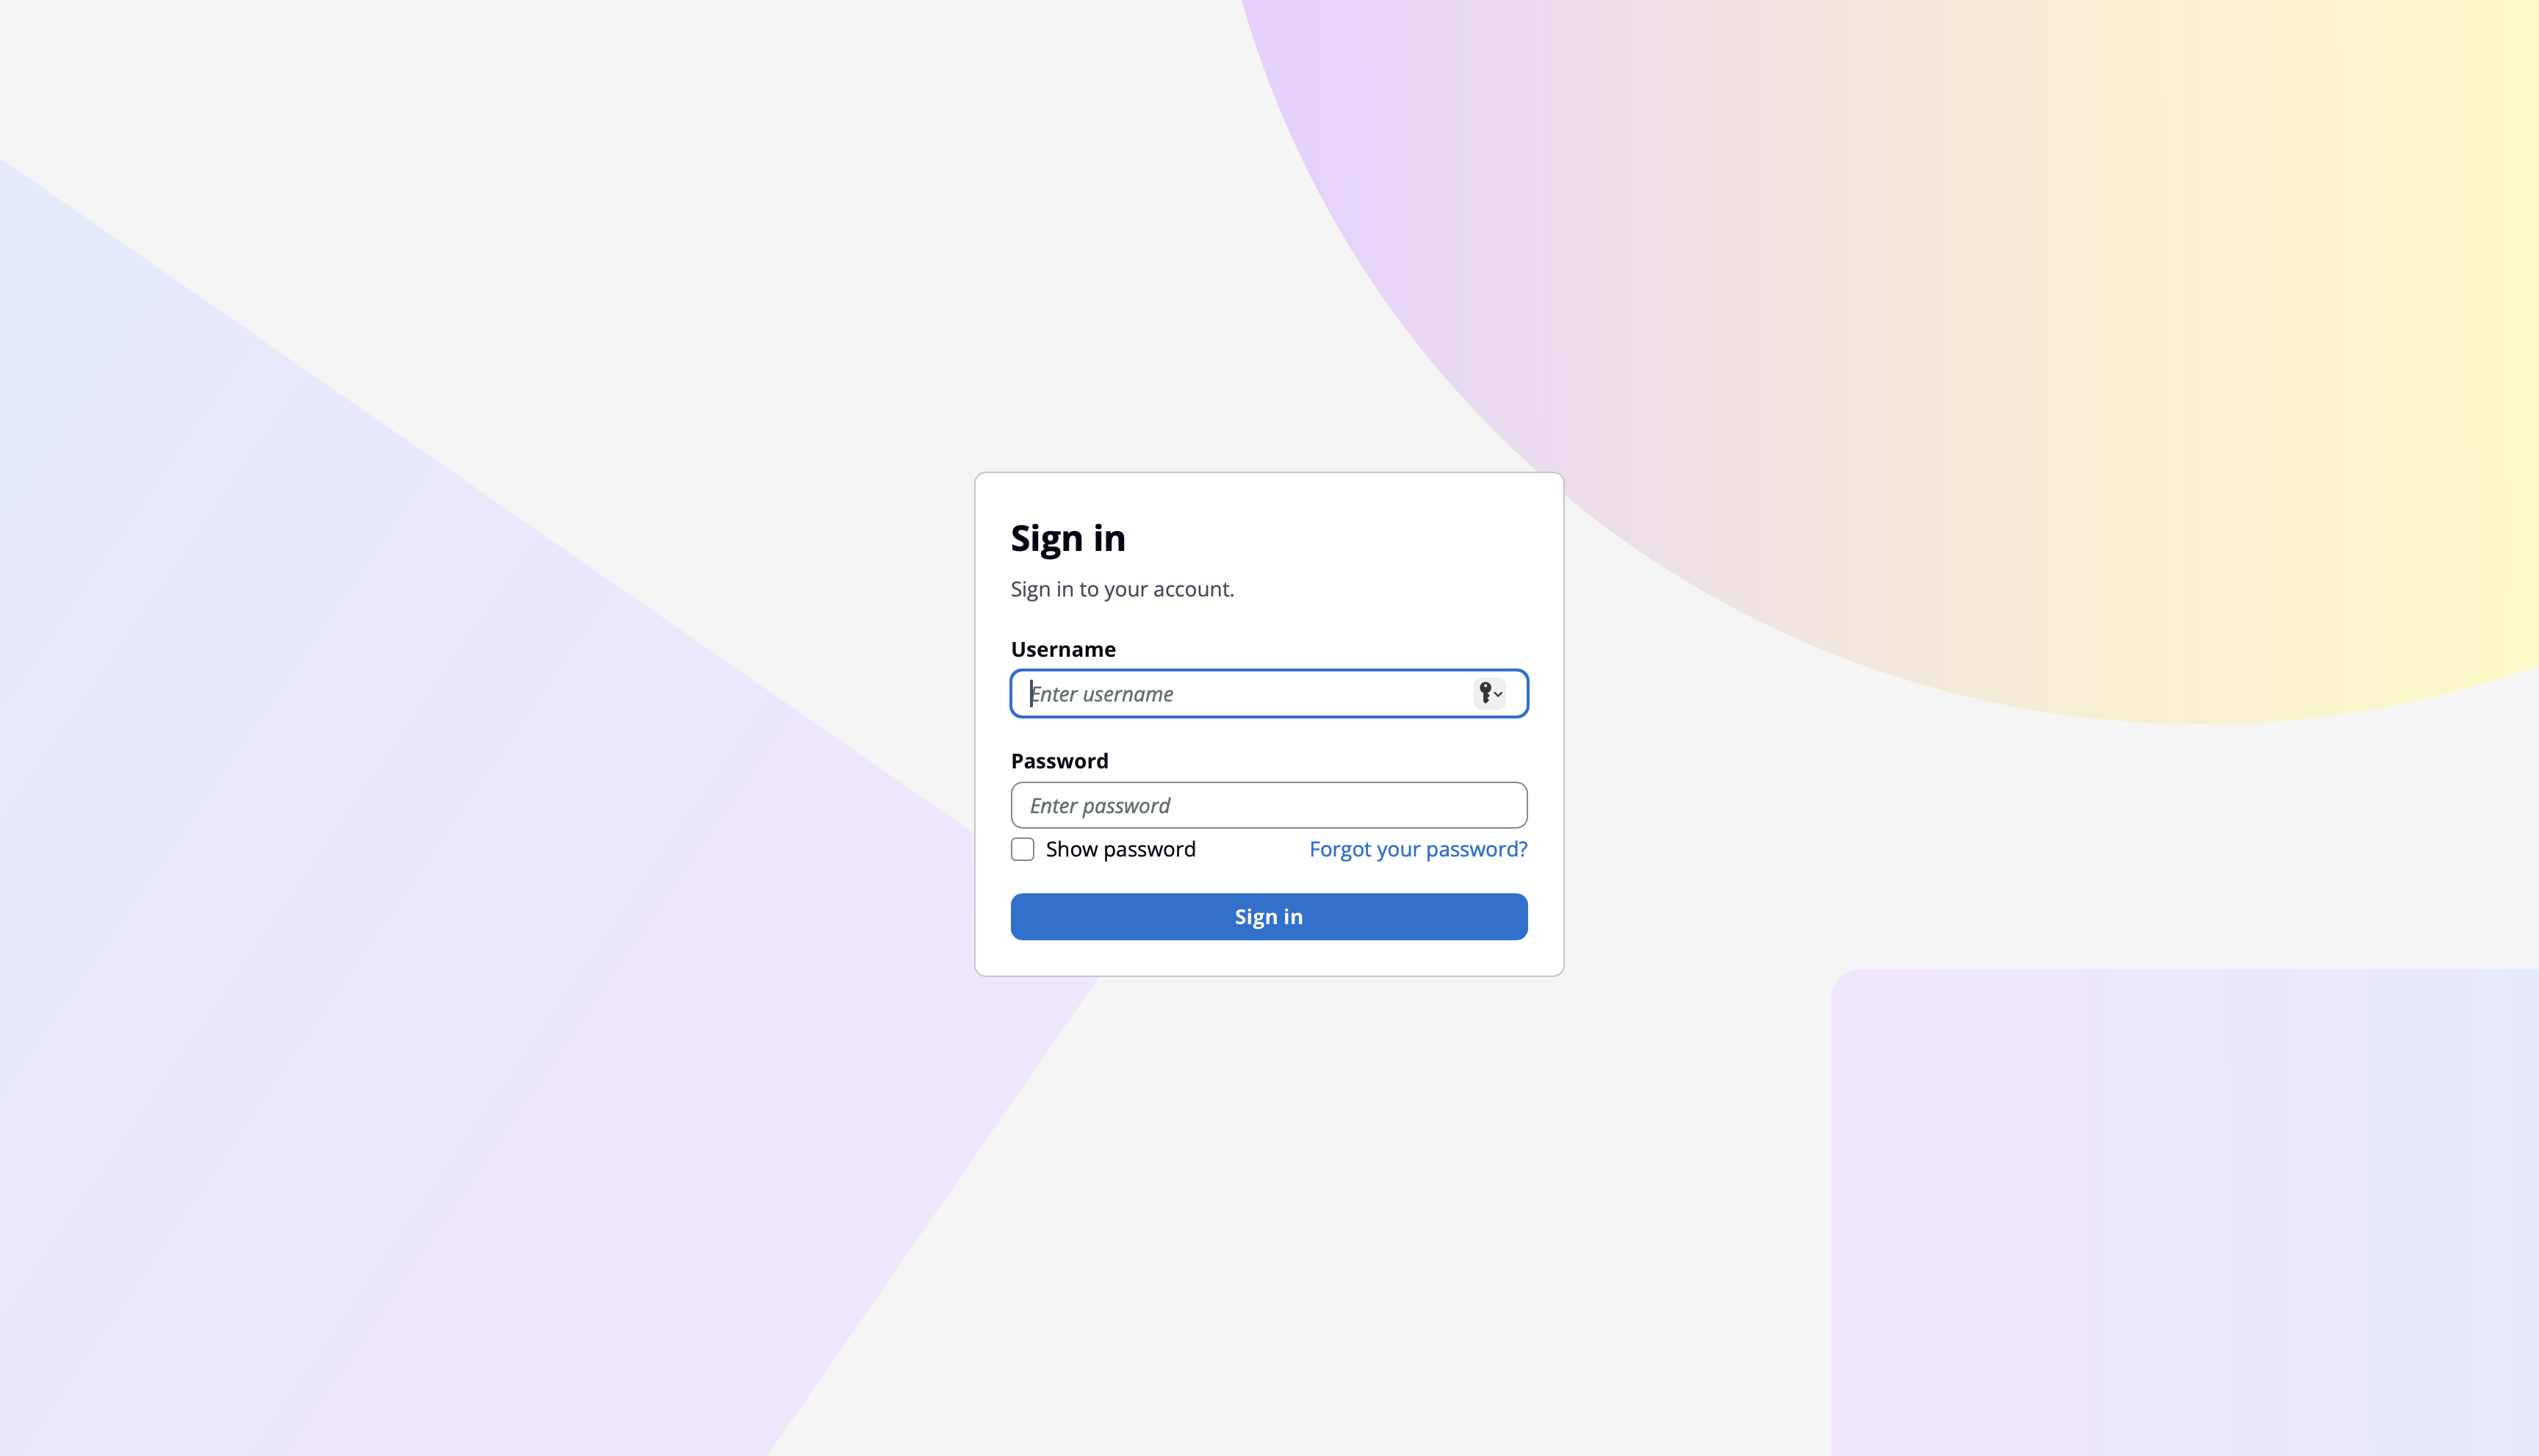 Sign in
Sign in to your account.
Username
Enter username
Password
Enter password
Show password Forgot your password?
Sign in